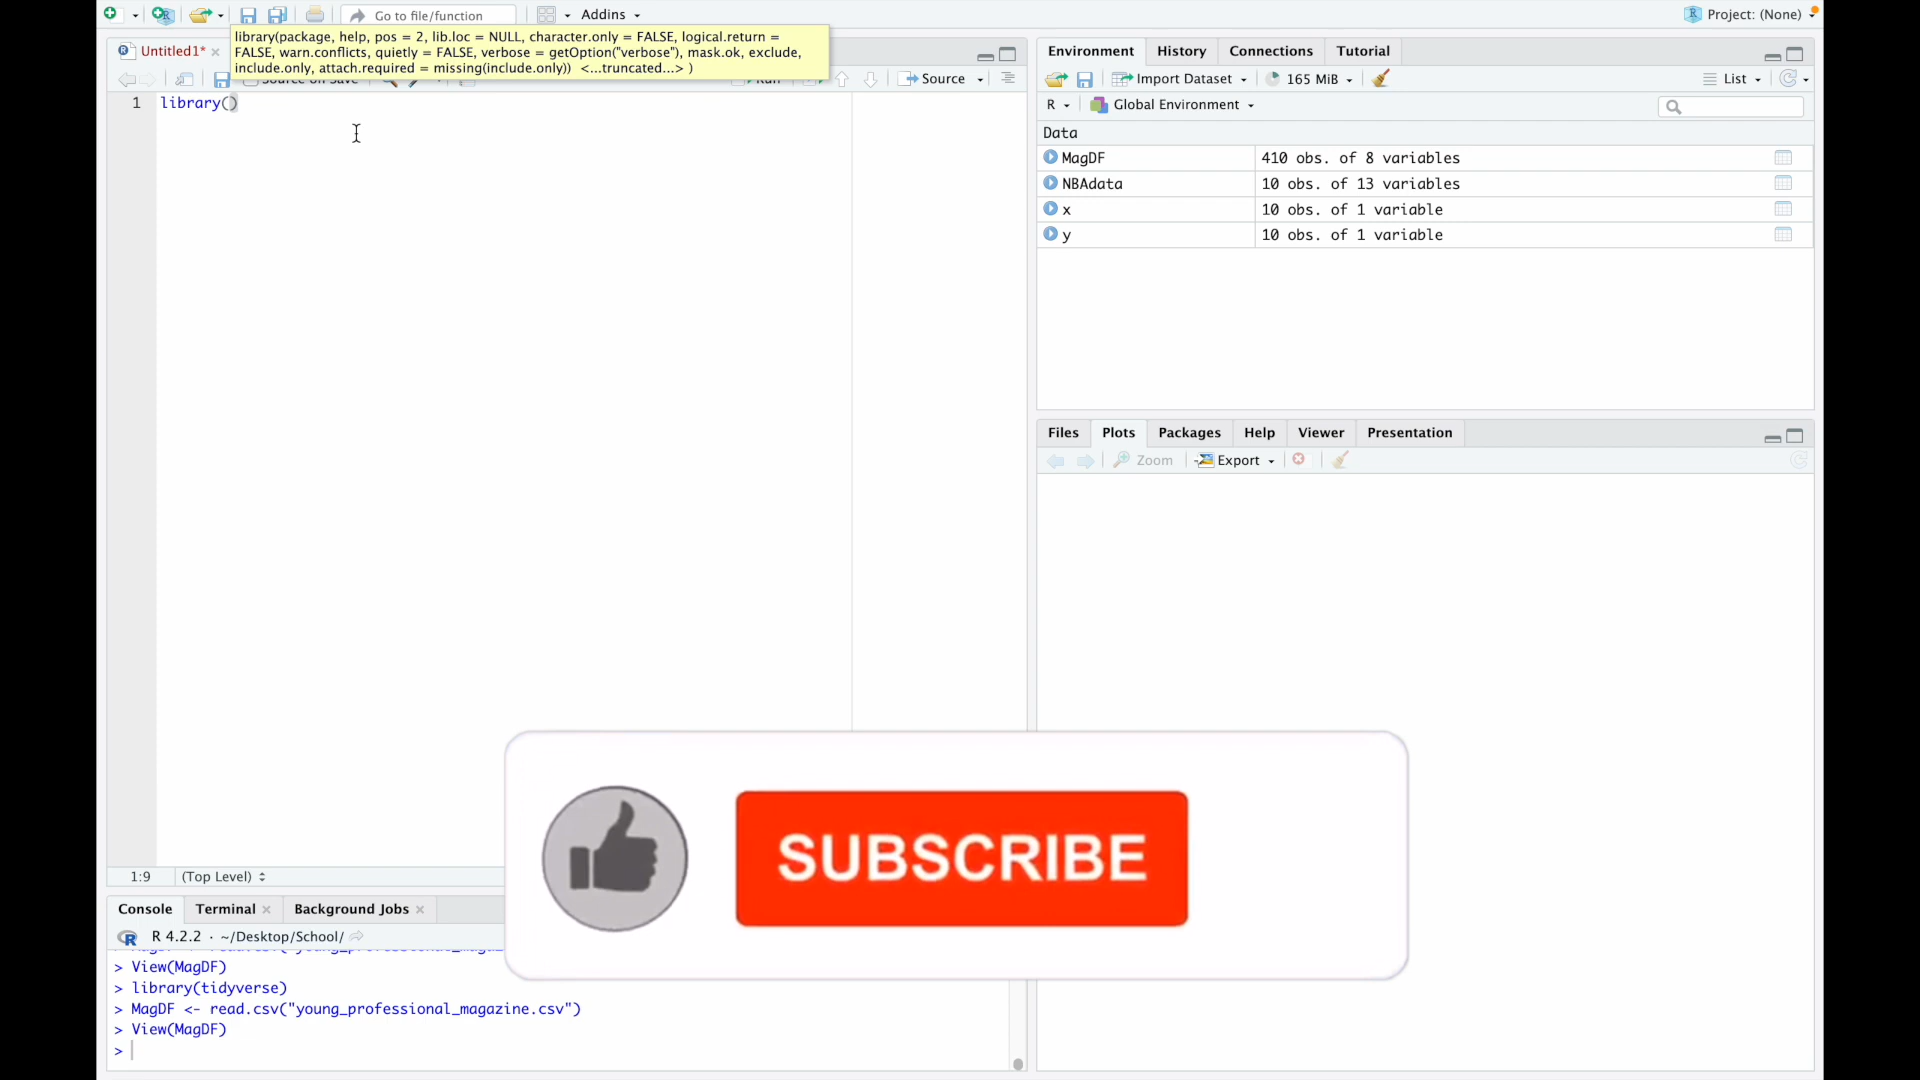 Go to file/function
Addins
Project: (None)
library(package, help, pos = 2, lib.loc = NULL, character.only = FALSE, logical.return =
FALSE, warn.conflicts, quietly = FALSE, verbose = getOption("verbose"), mask.ok, exclude,
include.only, attach.required = missing(include.only)) <...truncated...> )
Untitled1*
Source on Save
Run
Source
1 library()
1:9 (Top Level)
Environment History Connections Tutorial
Import Dataset 165 MiB List
R Global Environment
Data
MagDF 410 obs. of 8 variables
NBAdata 10 obs. of 13 variables
x 10 obs. of 1 variable
y 10 obs. of 1 variable
Files Plots Packages Help Viewer Presentation
Zoom Export
SUBSCRIBE
Console Terminal Background Jobs
R 4.2.2 · ~/Desktop/School/
> View(MagDF)
> library(tidyverse)
> MagDF <- read.csv("young_professional_magazine.csv")
> View(MagDF)
>